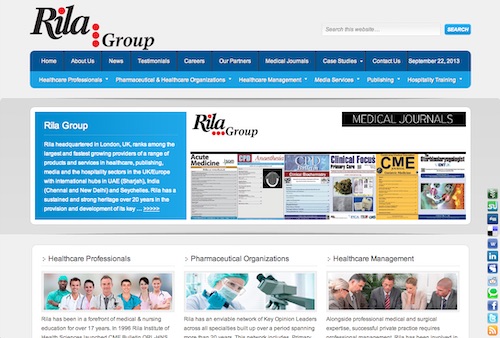 Rila Group
Search this website… SEARCH
Home About Us News Testimonials Careers Our Partners Medical Journals Case Studies Contact Us September 22, 2013
Healthcare Professionals Pharmaceutical & Healthcare Organizations Healthcare Management Media Services Publishing Hospitality Training
Rila Group
Rila headquartered in London, UK, ranks among the
largest and fastest growing providers of a range of
products and services in healthcare, publishing,
media and the hospitality sectors in the UK/Europe
with international hubs in UAE (Sharjah), India
(Chennai and New Delhi) and Seychelles. Rila has a
sustained and strong heritage over 20 years in the
provision and development of its key ... >>>>>
Rila Group
MEDICAL JOURNALS
Acute
Medicine
CPD
Anaesthesia
CPD
Clinical Biochemistry
Clinical Focus
Primary Care
CME
Healthcare Professionals
Rila has been in the forefront of medical & nursing
education for over 17 years. In 1996 Rila Institute of
Pharmaceutical Organizations
Rila has an enviable network of Key Opinion Leaders
across all specialties built up over a period spanning
more than 20 years. This network includes, Primary
Healthcare Management
Alongside professional medical and surgical
expertise, successful private practice requires
professional management. Rila has been involved in